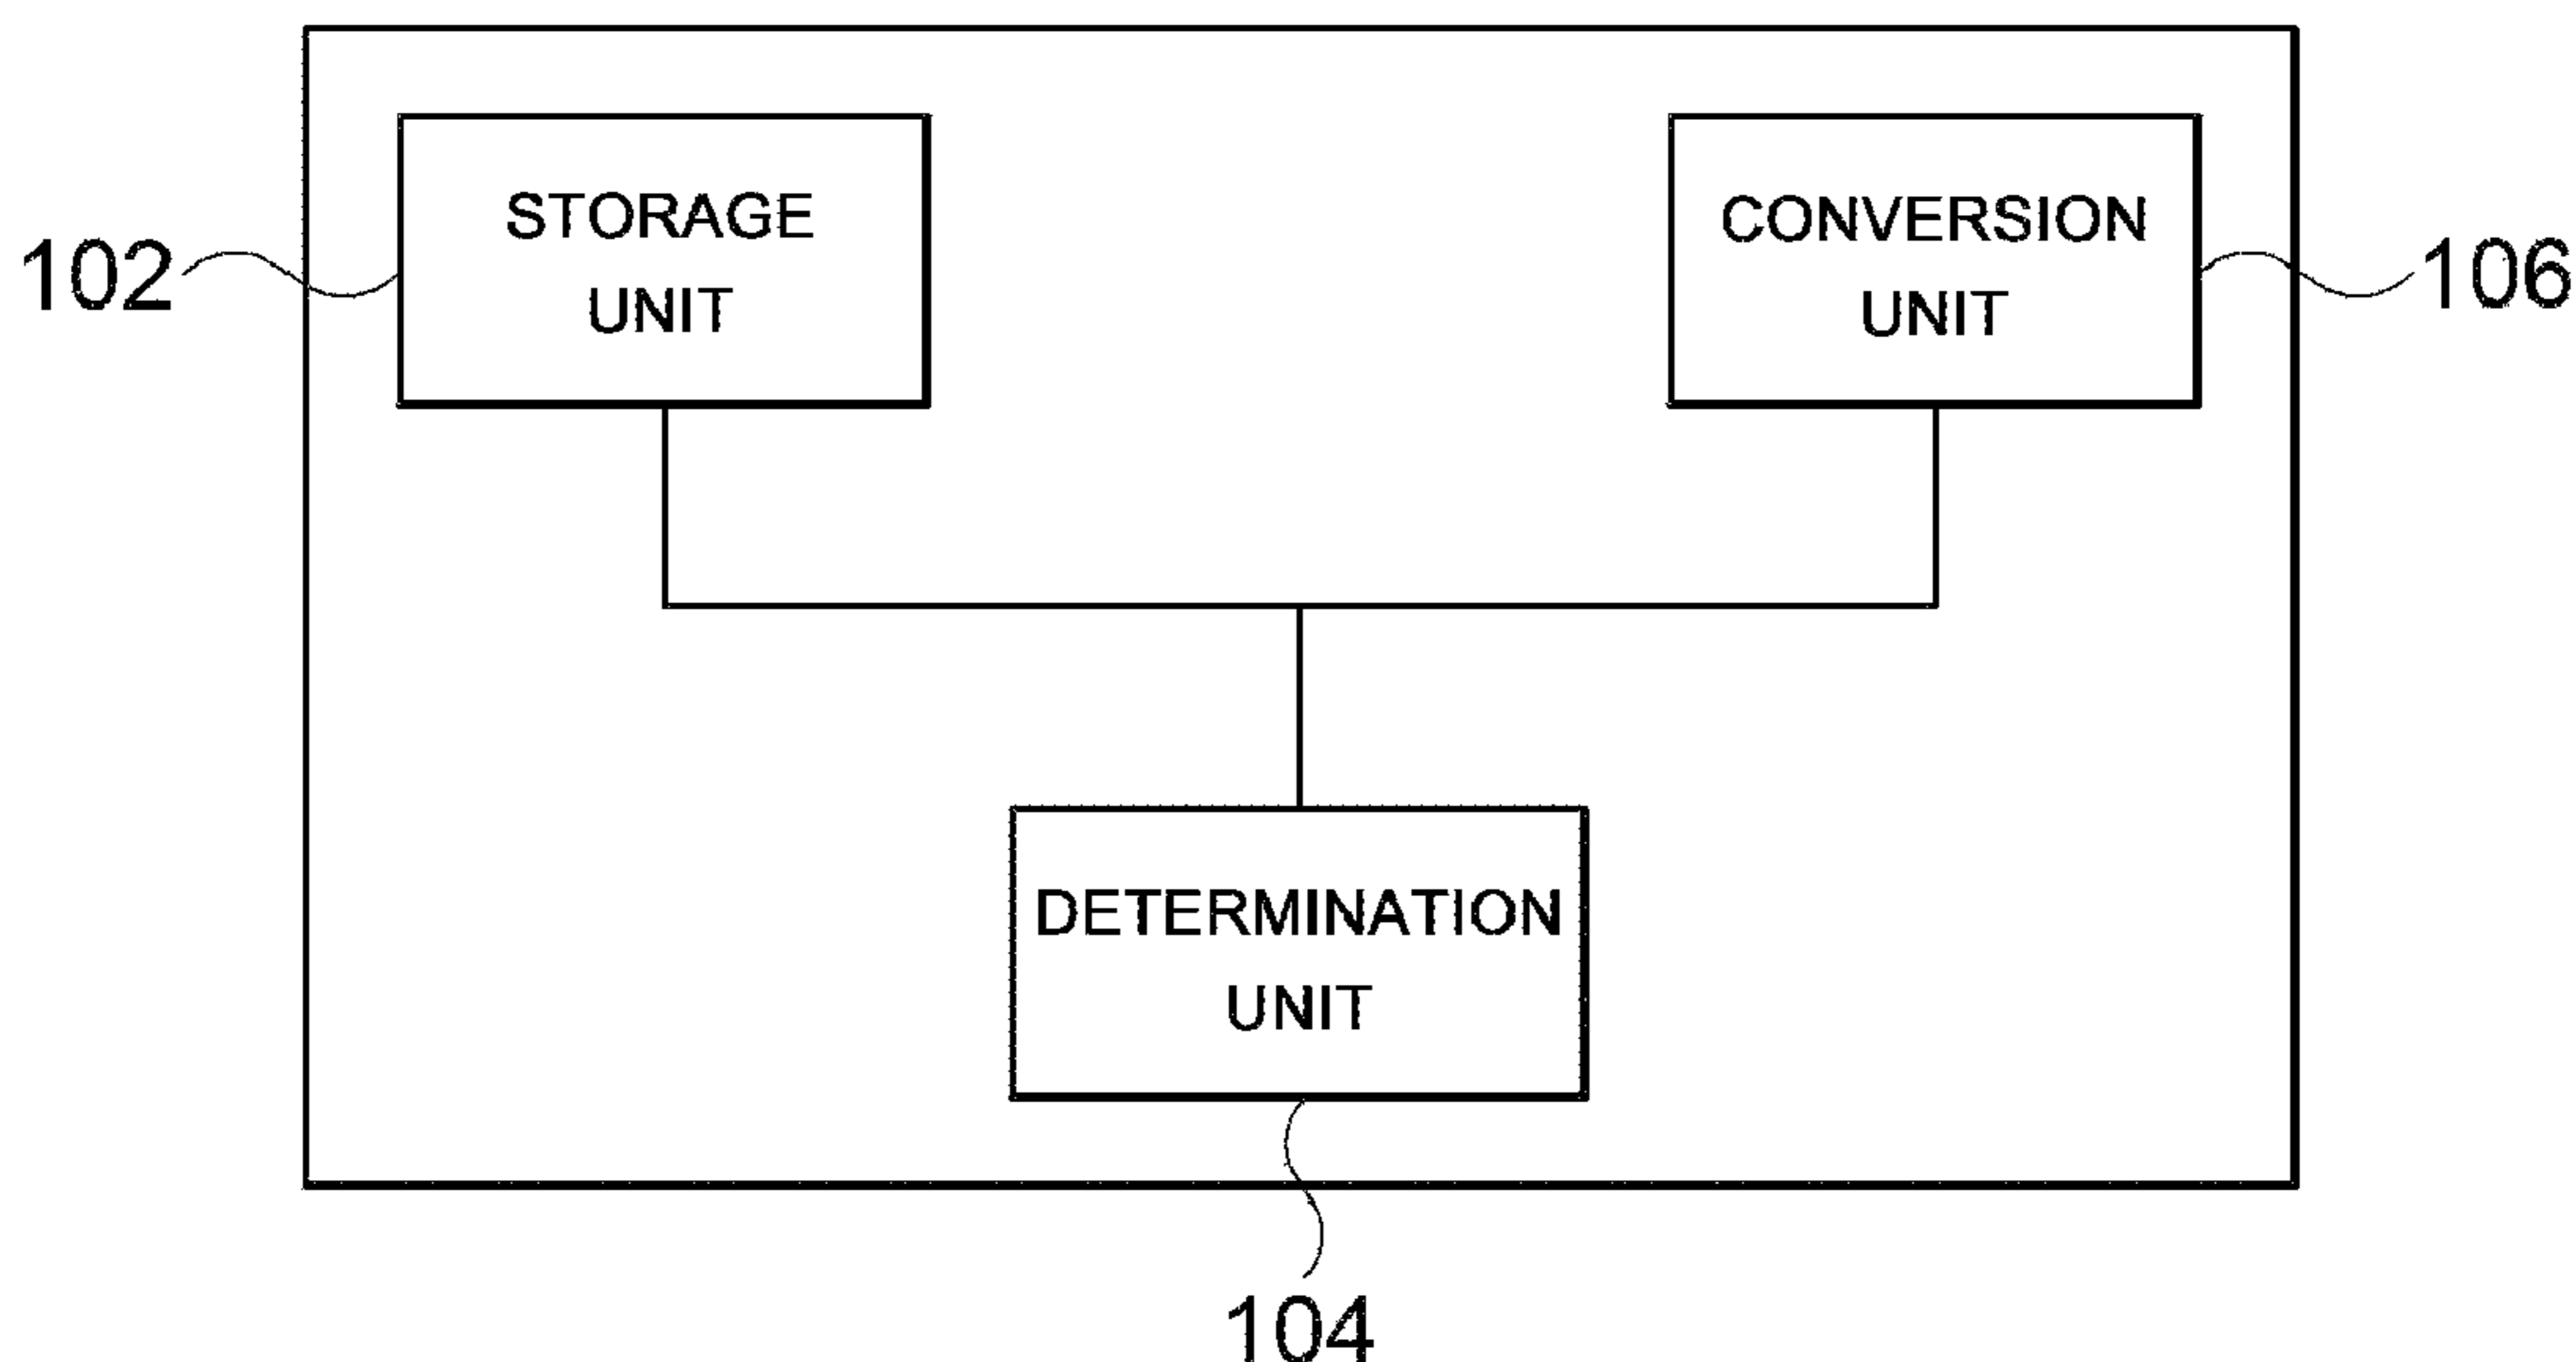 STORAGE
UNIT
CONVERSION
UNIT
102
106
DETERMINATION
UNIT
104